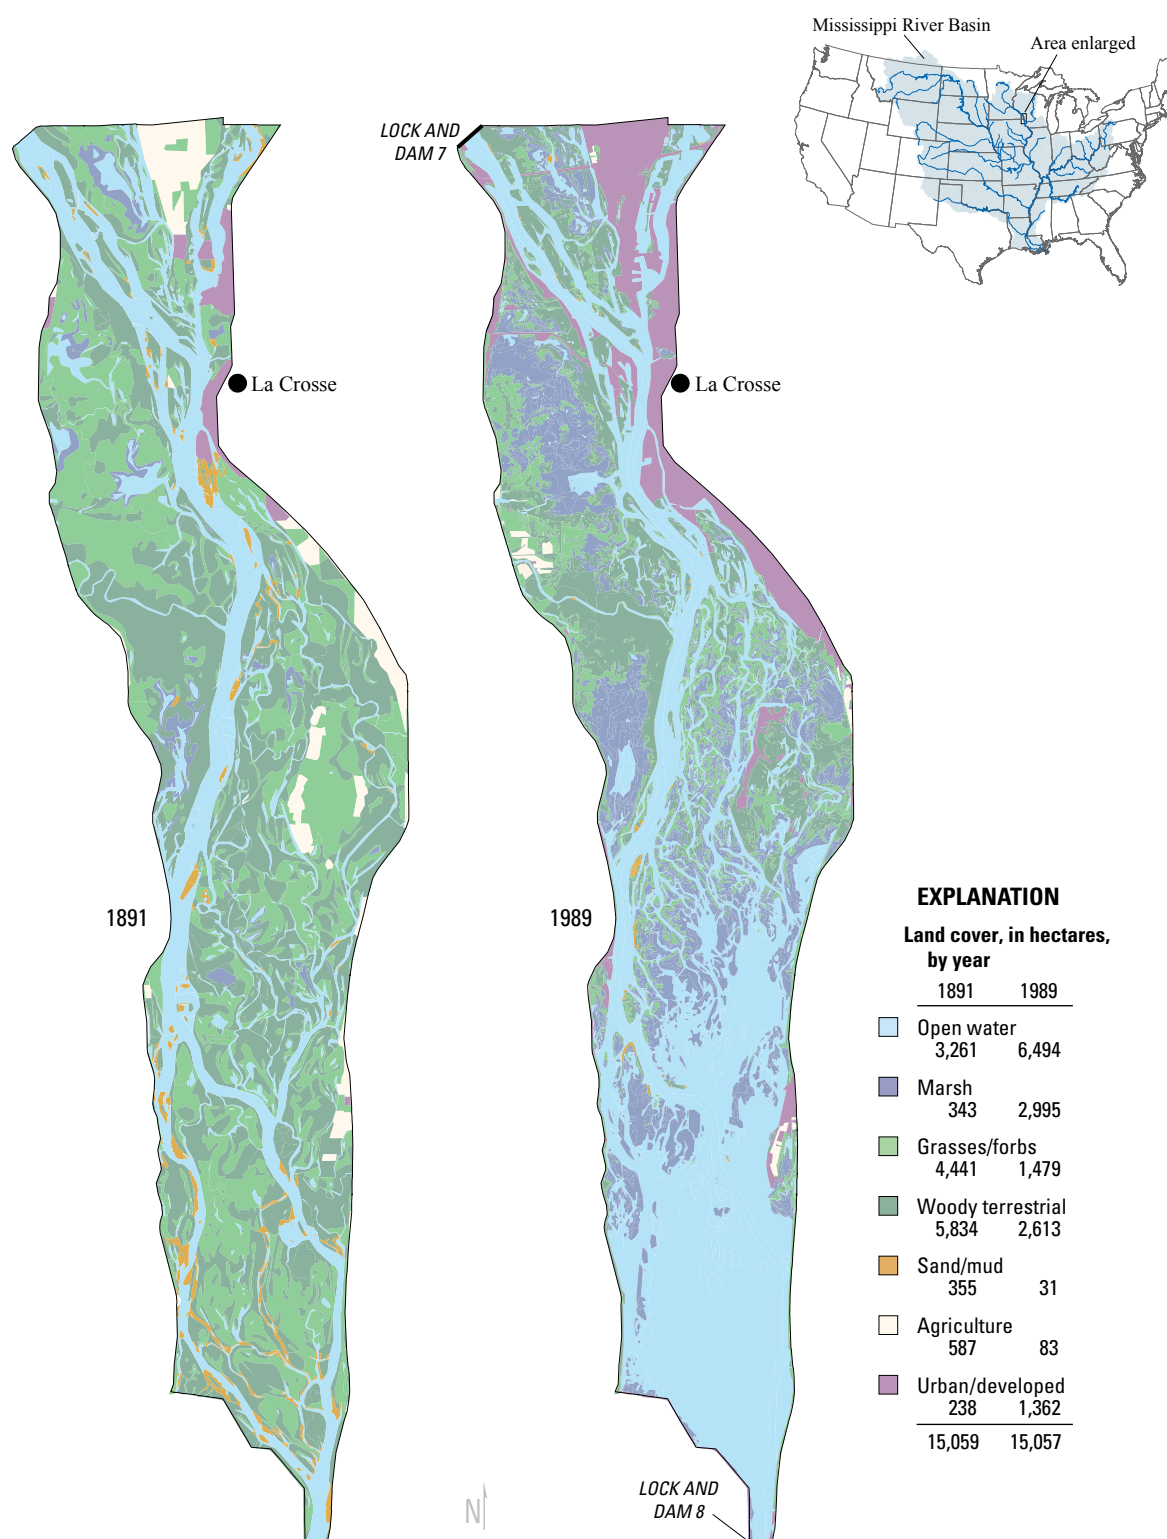 Mississippi River Basin
Area enlarged
LOCK AND
DAM 7
La Crosse
La Crosse
1891
1989
EXPLANATION
Land cover, in hectares,
by year
1891 1989
Open water
3,261 6,494
Marsh
343 2,995
Grasses/forbs
4,441 1,479
Woody terrestrial
5,834 2,613
Sand/mud
355 31
Agriculture
587 83
Urban/developed
238 1,362
15,059 15,057
LOCK AND
DAM 8
N